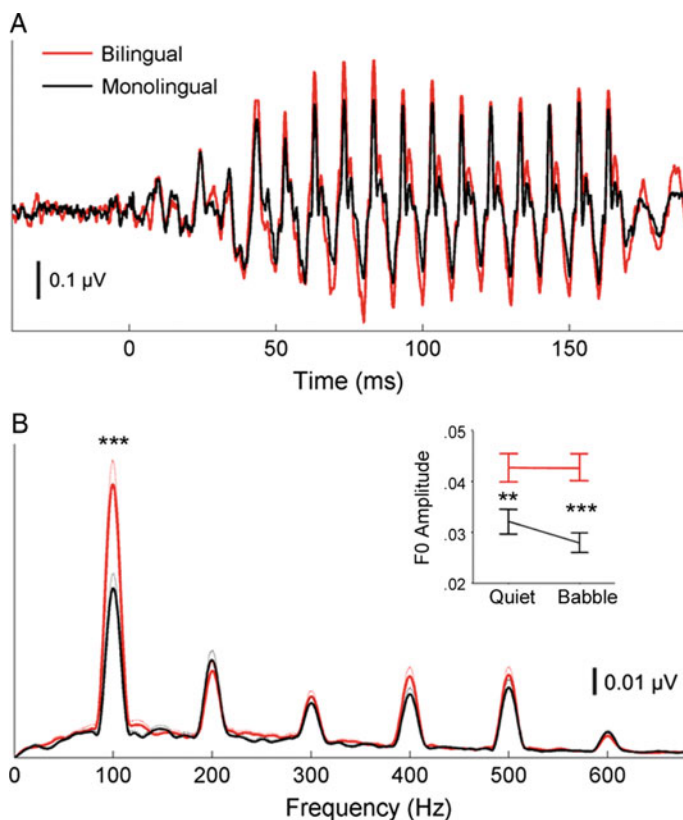 A
Bilingual
Monolingual
0.1 µV
0 50 100 150
Time (ms)
B
***
.05
.04
.03
.02
F0 Amplitude
**
***
Quiet Babble
0.01 µV
0 100 200 300 400 500 600
Frequency (Hz)